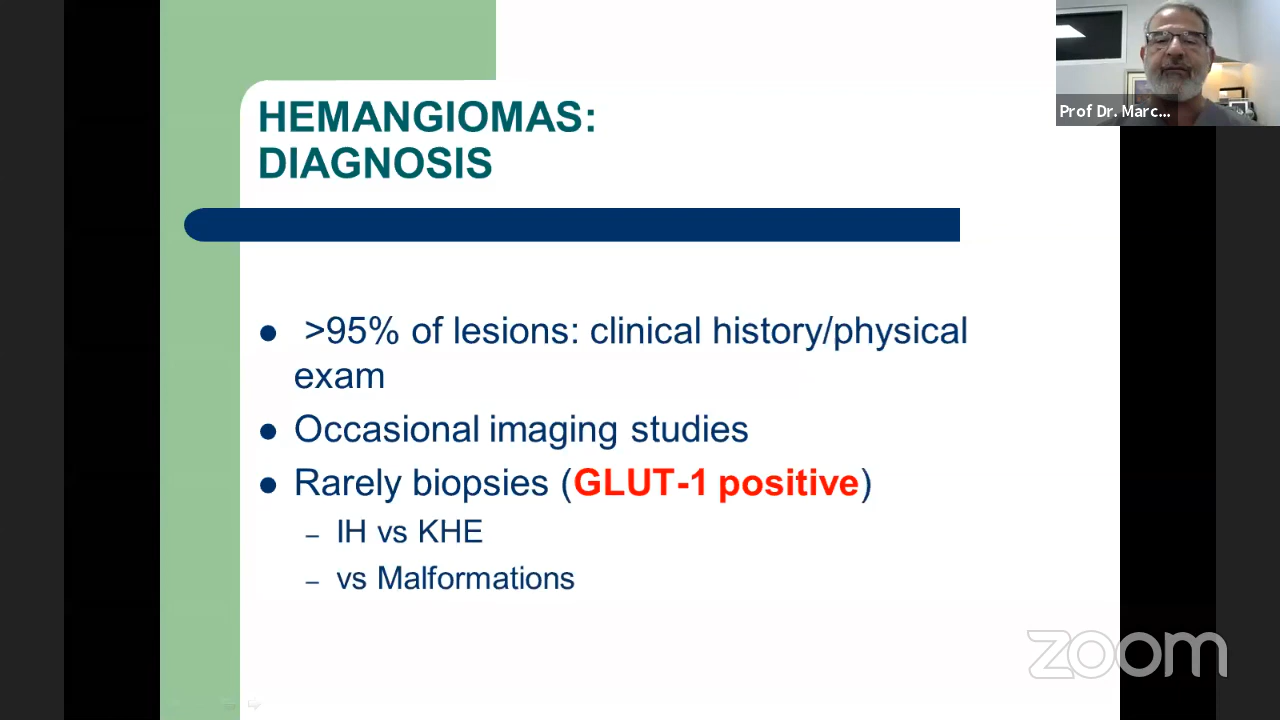 Prof Dr. Marc...
HEMANGIOMAS:
DIAGNOSIS
>95% of lesions: clinical history/physical
exam
Occasional imaging studies
Rarely biopsies (GLUT-1 positive)
– IH vs KHE
– vs Malformations
zoom